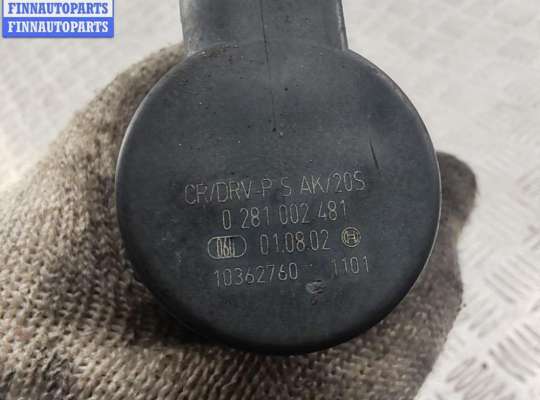 FINNAUTOPARTS
FINNAUTOPARTS
CR/DRV-P S AK/20S
0 281 002 481
01.08.02
10362760 1101